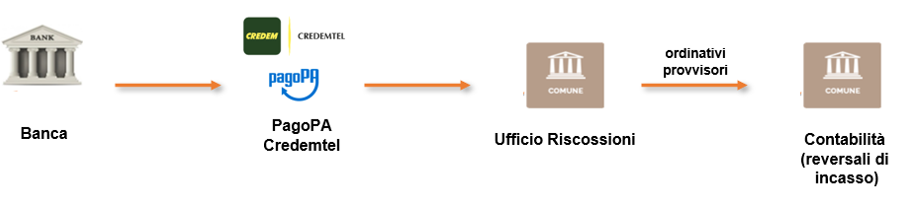 BANK
Banca
CREDEM
CREDEMTEL
pagoPA
PagoPA
Credemtel
COMUNE
Ufficio Riscossioni
ordinativi
provvisori
COMUNE
Contabilità
(reversali di
incasso)